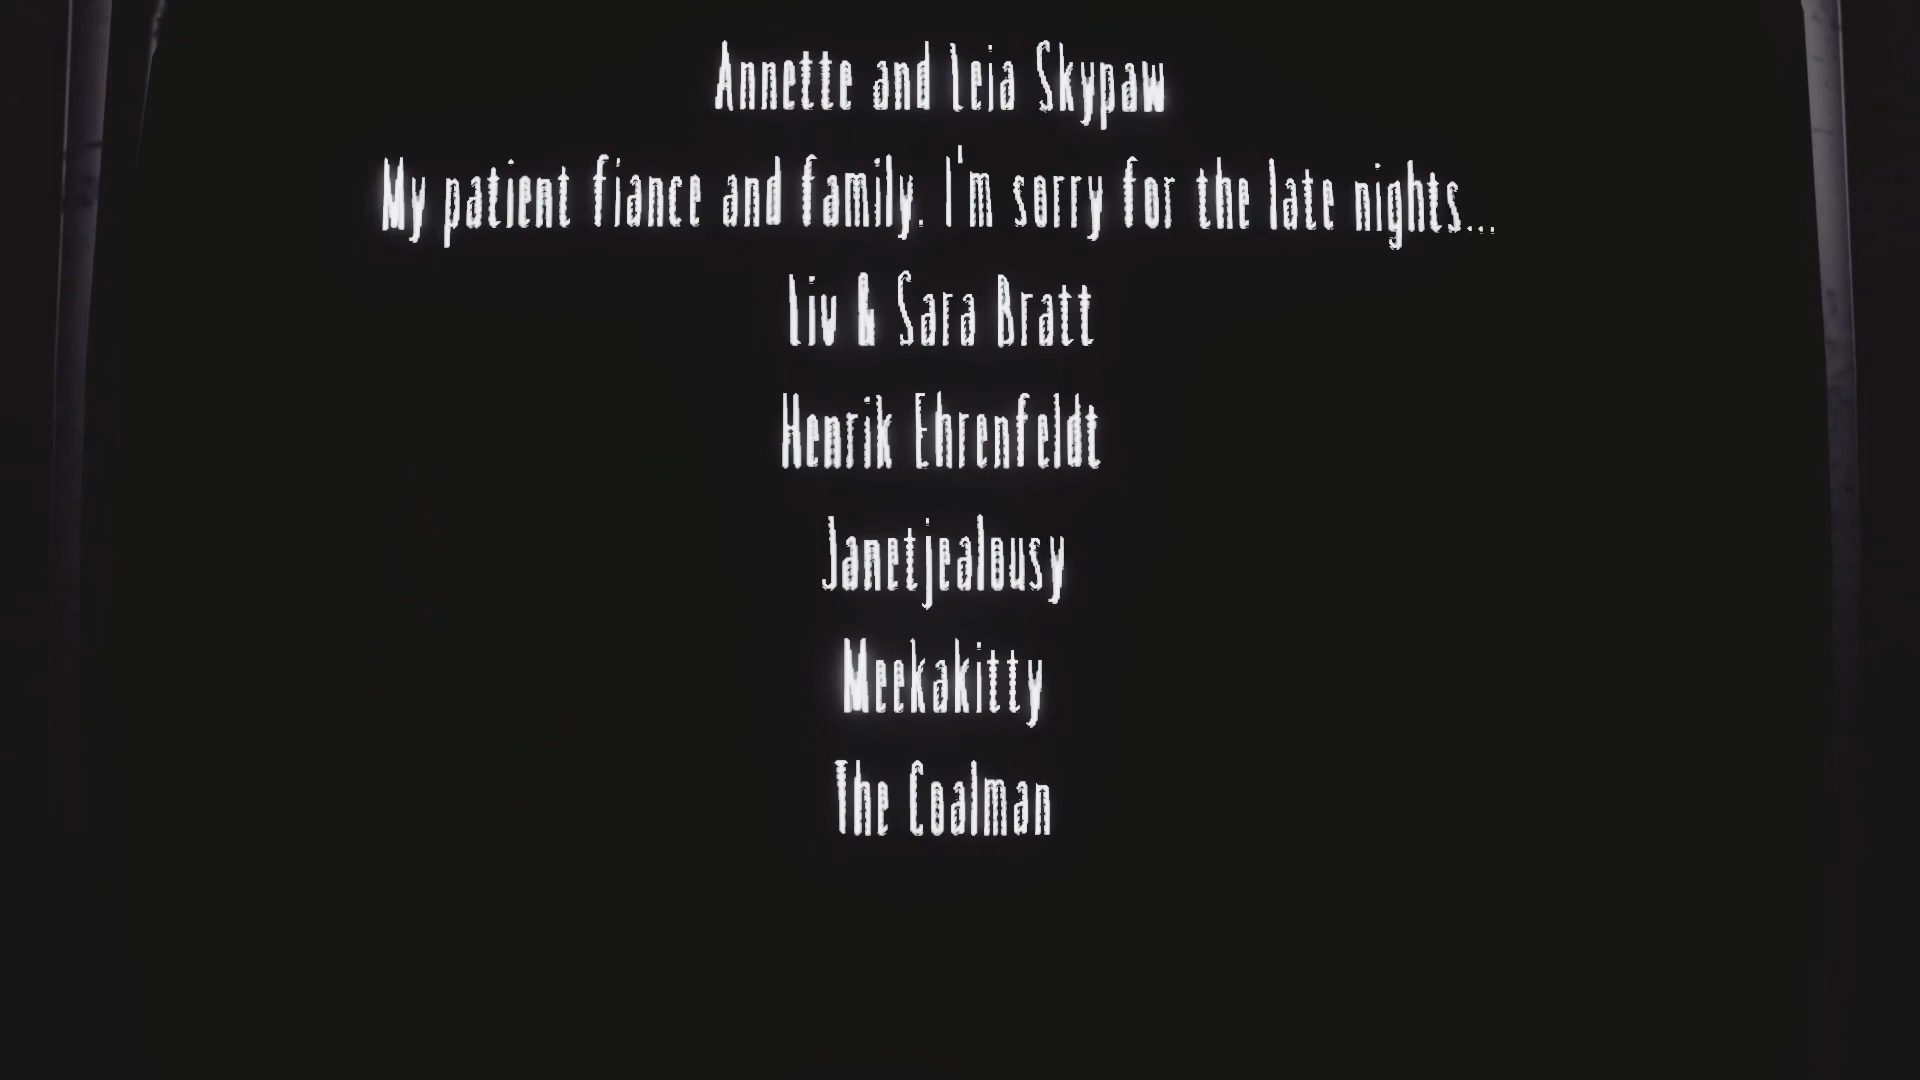 Annette and Leia Skypaw
My patient fiance and family. I'm sorry for the late nights...
Liv & Sara Bratt
Henrik Ehrenfeldt
Janetjealousy
Meekakitty
The Coalman